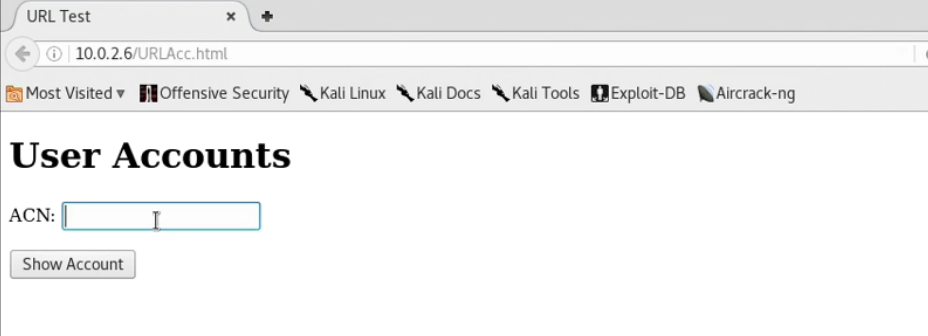 URL Test
10.0.2.6/URLAcc.html
Most Visited Offensive Security Kali Linux Kali Docs Kali Tools Exploit-DB Aircrack-ng
User Accounts
ACN:
Show Account